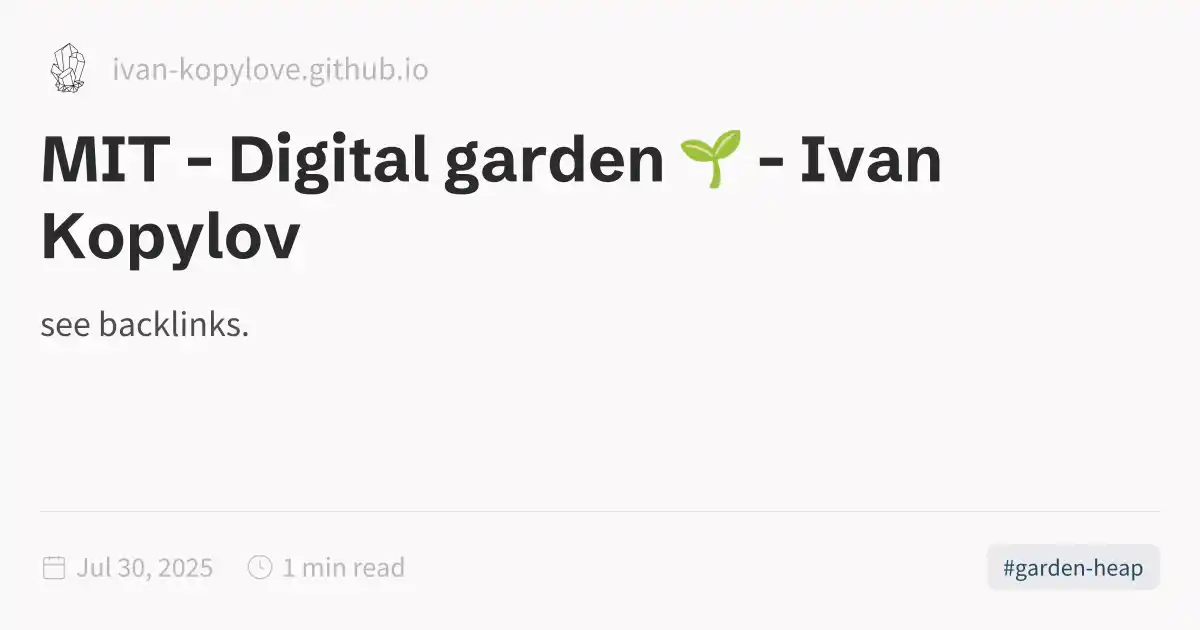 ivan-kopylove.github.io
MIT - Digital garden 🌱 - Ivan
Kopylov
see backlinks.
Jul 30, 2025
1 min read
#garden-heap